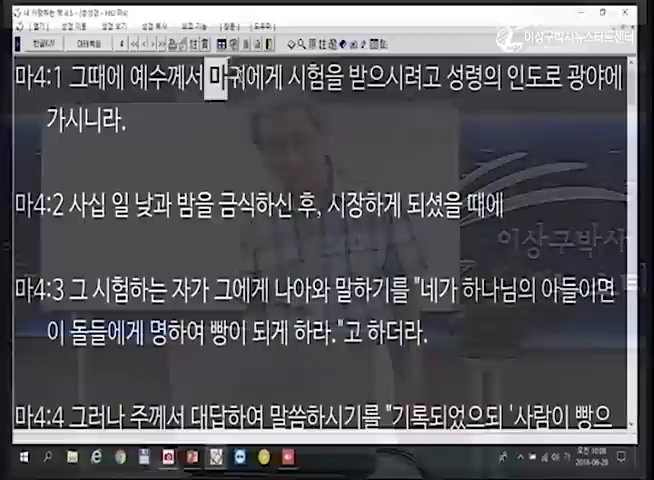 이상구박사뉴스타트센터
마4:1 그때에 예수께서 마귀에게 시험을 받으시려고 성령의 인도로 광야에
가시니라.
마4:2 사십 일 낮과 밤을 금식하신 후, 시장하게 되셨을 때에
이상구박사
마4:3 그 시험하는 자가 그에게 나아와 말하기를 "네가 하나님의 아들이면
이 돌들에게 명하여 빵이 되게 하라."고 하더라.
마4:4 그러나 주께서 대답하여 말씀하시기를 "기록되었으되 '사람이 빵으